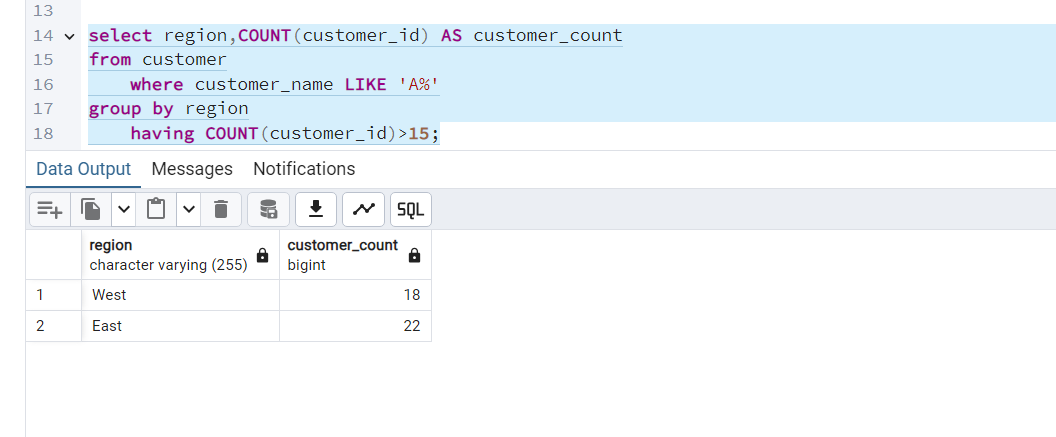 13
14 select region,COUNT(customer_id) AS customer_count
15 from customer
16 where customer_name LIKE 'A%'
17 group by region
18 having COUNT(customer_id)>15;
Data Output Messages Notifications
SQL
region customer_count
character varying (255) bigint
1 West 18
2 East 22